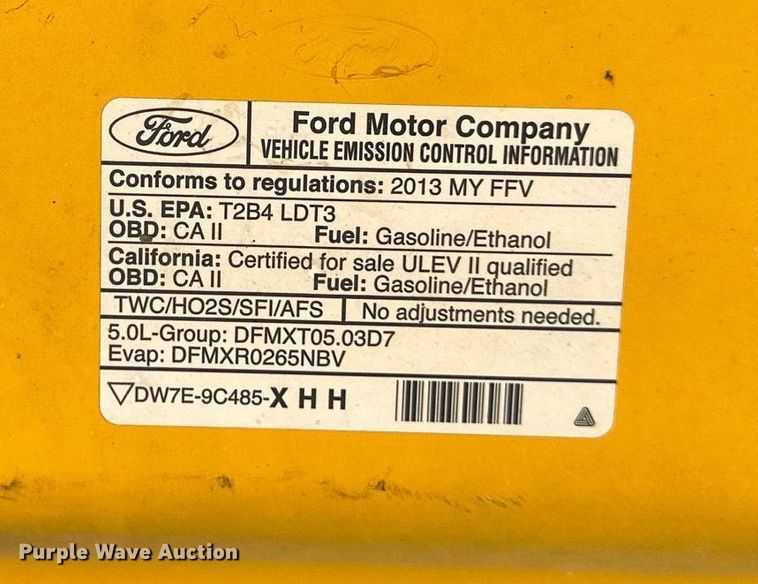 Ford
Ford
Ford Motor Company
VEHICLE EMISSION CONTROL INFORMATION
Conforms to regulations: 2013 MY FFV
U.S. EPA: T2B4 LDT3
OBD: CA II Fuel: Gasoline/Ethanol
California: Certified for sale ULEV II qualified
OBD: CA II Fuel: Gasoline/Ethanol
TWC/HO2S/SFI/AFS No adjustments needed.
5.0L-Group: DFMXT05.03D7
Evap: DFMXR0265NBV
DW7E-9C485-X H H
Purple Wave Auction